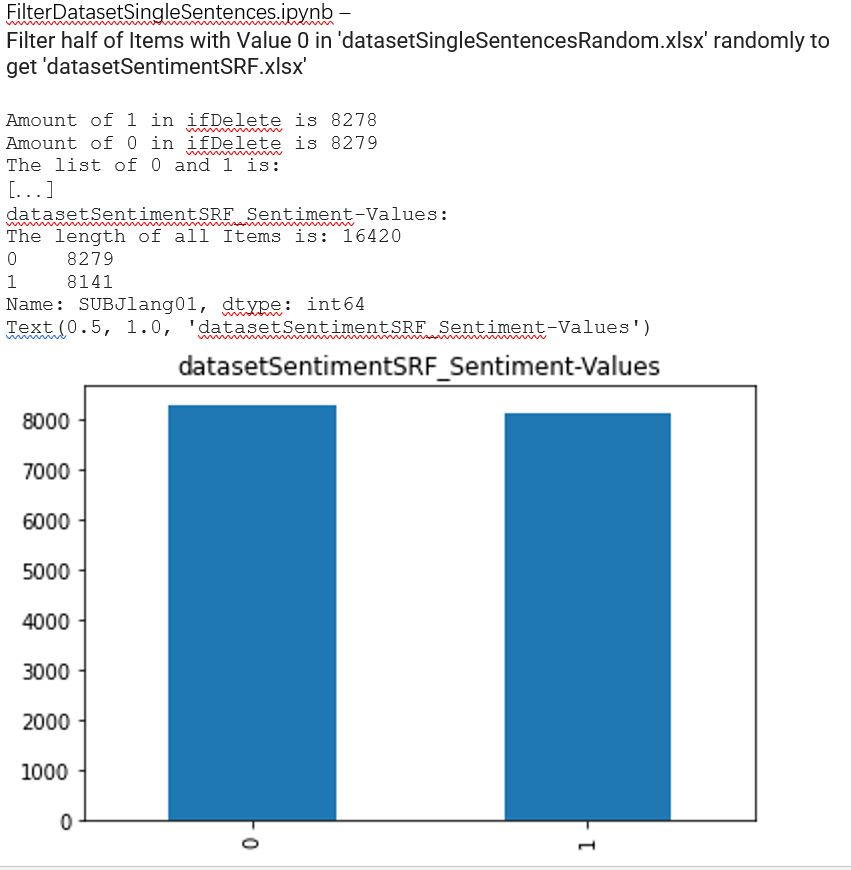 FilterDatasetSingleSentences.ipynb –
Filter half of Items with Value 0 in 'datasetSingleSentencesRandom.xlsx' randomly to
get 'datasetSentimentSRF.xlsx'
Amount of 1 in ifDelete is 8278
Amount of 0 in ifDelete is 8279
The list of 0 and 1 is:
[...]
datasetSentimentSRF_Sentiment-Values:
The length of all Items is: 16420
0    8279
1    8141
Name: SUBJlang01, dtype: int64
Text(0.5, 1.0, 'datasetSentimentSRF_Sentiment-Values')
datasetSentimentSRF_Sentiment-Values
8000
7000
6000
5000
4000
3000
2000
1000
0
0
1